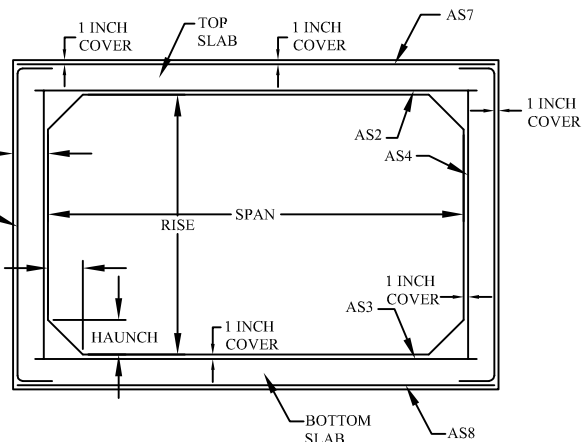 AS7
1 INCH
COVER
TOP
SLAB
1 INCH
COVER
1 INCH
COVER
AS2
AS4
SPAN
RISE
1 INCH
COVER
AS3
1 INCH
COVER
HAUNCH
BOTTOM
SLAB
AS8